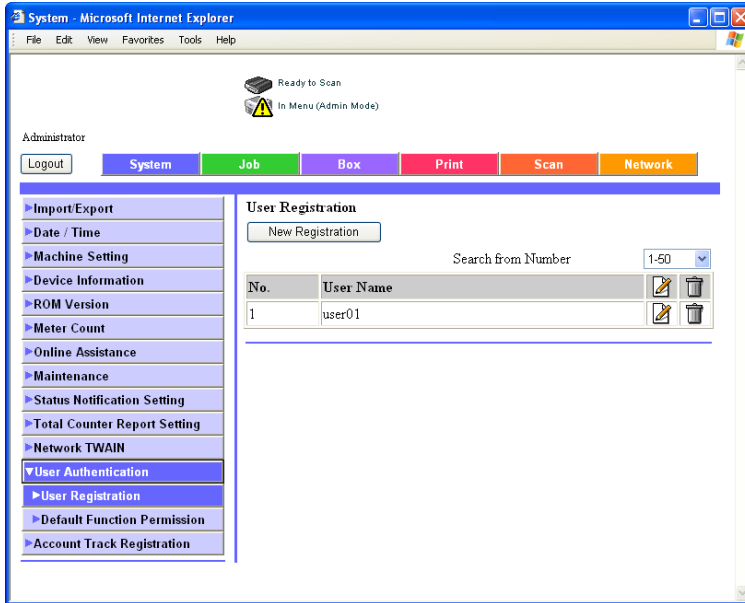 System - Microsoft Internet Explorer
File Edit View Favorites Tools Help
Ready to Scan
In Menu (Admin Mode)
Administrator
Logout System Job Box Print Scan Network
Import/Export
Date / Time
Machine Setting
Device Information
ROM Version
Meter Count
Online Assistance
Maintenance
Status Notification Setting
Total Counter Report Setting
Network TWAIN
User Authentication
User Registration
Default Function Permission
Account Track Registration
User Registration
New Registration
Search from Number 1-50
No. User Name
1 user01